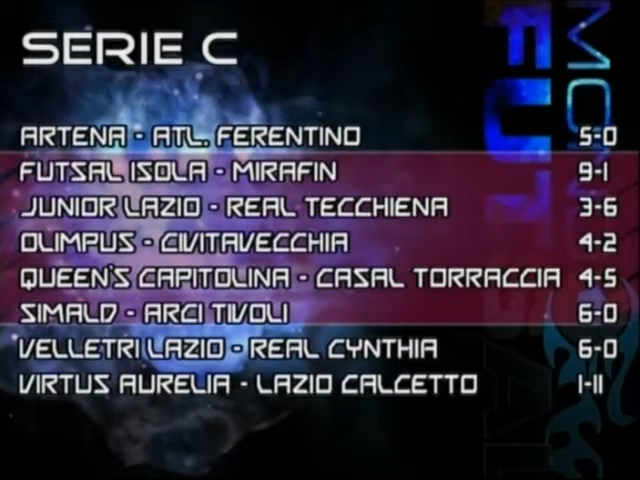 SERIE C
ARTENA - ATL. FERENTINO 5-0
FUTSAL ISOLA - MIRAFIN 9-1
JUNIOR LAZIO - REAL TECCHIENA 3-6
OLIMPUS - CIVITAVECCHIA 4-2
QUEEN'S CAPITOLINA - CASAL TORRACCIA 4-5
SIMALD - ARCI TIVOLI 6-0
VELLETRI LAZIO - REAL CYNTHIA 6-0
VIRTUS AURELIA - LAZIO CALCETTO 1-11
FUTSAL